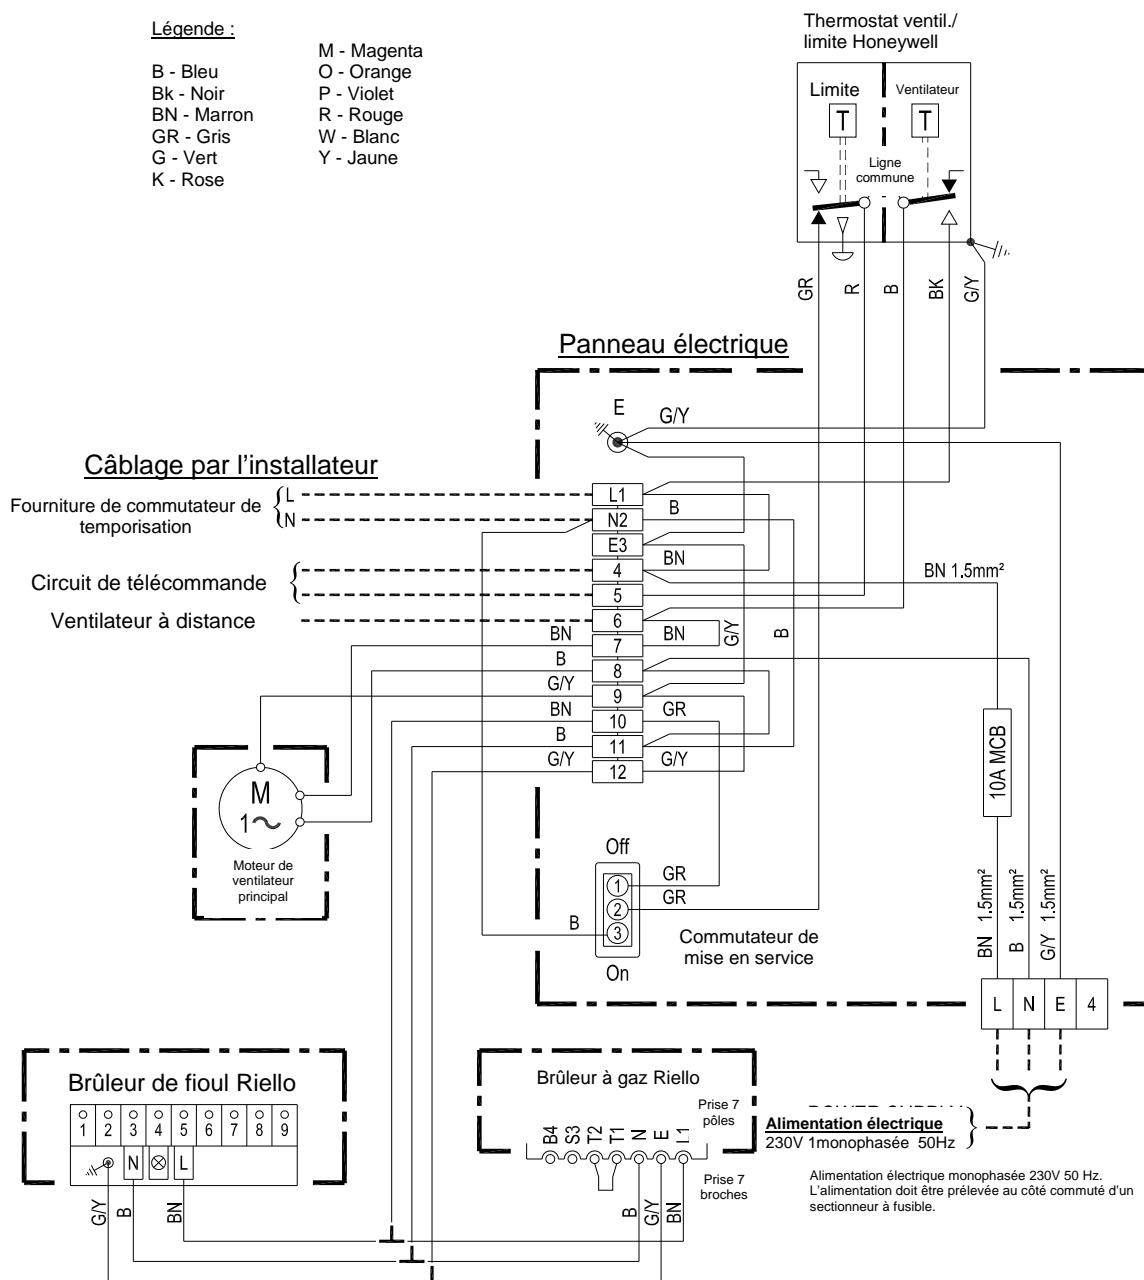 Légende :
B - Bleu
Bk - Noir
BN - Marron
GR - Gris
G - Vert
K - Rose
M - Magenta
O - Orange
P - Violet
R - Rouge
W - Blanc
Y - Jaune
Thermostat ventil./
limite Honeywell
Limite
Ventilateur
T
T
Ligne
commune
GR
R
B
BK
G/Y
Panneau électrique
E
G/Y
Câblage par l'installateur
Fourniture de commutateur de
temporisation
L
N
Circuit de télécommande
Ventilateur à distance
L1
N2
E3
4
5
6
7
8
9
10
11
12
B
BN
BN
G/Y
B
GR
G/Y
BN
B
G/Y
BN
B
G/Y
BN 1.5mm²
10A MCB
BN 1.5mm²
B 1.5mm²
G/Y 1.5mm²
M
1
Moteur de
ventilateur
principal
Off
1
2
3
On
GR
GR
B
Commutateur de
mise en service
L
N
E
4
Brûleur de fioul Riello
1
2
3
4
5
6
7
8
9
N
L
G/Y
B
BN
Brûleur à gaz Riello
Prise 7
pôles
B4
S3
T2
T1
N
E
L1
Prise 7
broches
B
G/Y
BN
Alimentation électrique
230V 1monophasée 50Hz
Alimentation électrique monophasée 230V 50 Hz.
L'alimentation doit être prélevée au côté commuté d'un
sectionneur à fusible.